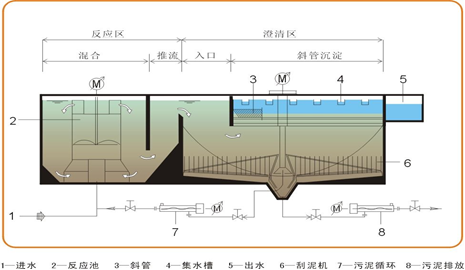 反应区 澄清区
混合 推流 入口 斜管沉淀
M M
3 4 5
2
6
1
7 M M 8
1—进水 2—反应池 3—斜管 4—集水槽 5—出水 6—刮泥机 7—污泥循环 8—污泥排放